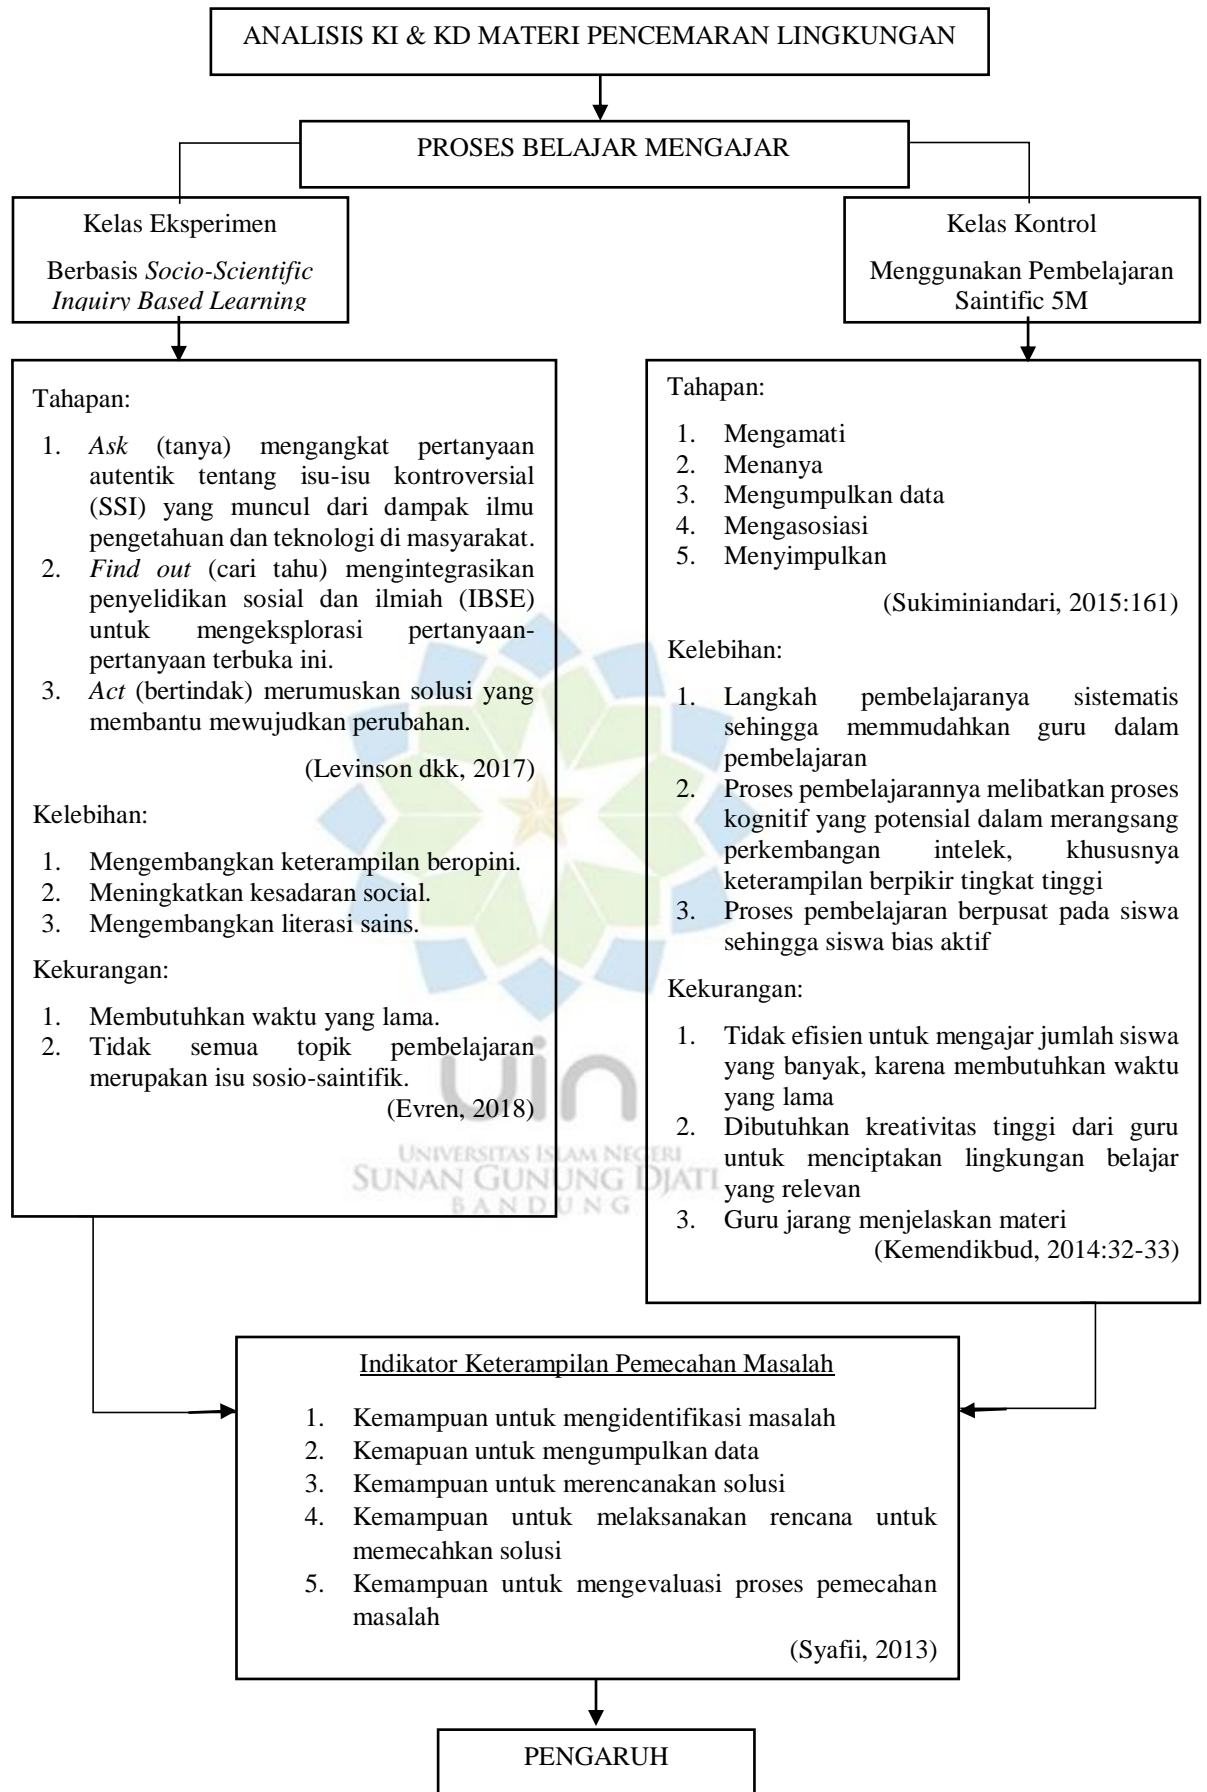 ANALISIS KI & KD MATERI PENCEMARAN LINGKUNGAN
PROSES BELAJAR MENGAJAR
Kelas Eksperimen
Berbasis Socio-Scientific
Inquiry Based Learning
Kelas Kontrol
Menggunakan Pembelajaran
Saintific 5M
Tahapan:
1. Ask (tanya) mengangkat pertanyaan
autentik tentang isu-isu kontroversial
(SSI) yang muncul dari dampak ilmu
pengetahuan dan teknologi di masyarakat.
2. Find out (cari tahu) mengintegrasikan
penyelidikan sosial dan ilmiah (IBSE)
untuk mengeksplorasi pertanyaan-
pertanyaan terbuka ini.
3. Act (bertindak) merumuskan solusi yang
membantu mewujudkan perubahan.
(Levinson dkk, 2017)
Kelebihan:
1. Mengembangkan keterampilan beropini.
2. Meningkatkan kesadaran social.
3. Mengembangkan literasi sains.
Kekurangan:
1. Membutuhkan waktu yang lama.
2. Tidak semua topik pembelajaran
merupakan isu sosio-saintifik.
(Evren, 2018)
Tahapan:
1. Mengamati
2. Menanya
3. Mengumpulkan data
4. Mengasosiasi
5. Menyimpulkan
(Sukiminiandari, 2015:161)
Kelebihan:
1. Langkah pembelajaranya sistematis
sehingga memmudahkan guru dalam
pembelajaran
2. Proses pembelajarannya melibatkan proses
kognitif yang potensial dalam merangsang
perkembangan intelek, khususnya
keterampilan berpikir tingkat tinggi
3. Proses pembelajaran berpusat pada siswa
sehingga siswa bias aktif
Kekurangan:
1. Tidak efisien untuk mengajar jumlah siswa
yang banyak, karena membutuhkan waktu
yang lama
2. Dibutuhkan kreativitas tinggi dari guru
untuk menciptakan lingkungan belajar
yang relevan
3. Guru jarang menjelaskan materi
(Kemendikbud, 2014:32-33)
uin
UNIVERSITAS ISLAM NEGERI
SUNAN GUNUNG DJATI
BANDUNG
Indikator Keterampilan Pemecahan Masalah
1. Kemampuan untuk mengidentifikasi masalah
2. Kemapuan untuk mengumpulkan data
3. Kemampuan untuk merencanakan solusi
4. Kemampuan untuk melaksanakan rencana untuk
memecahkan solusi
5. Kemampuan untuk mengevaluasi proses pemecahan
masalah
(Syafii, 2013)
PENGARUH